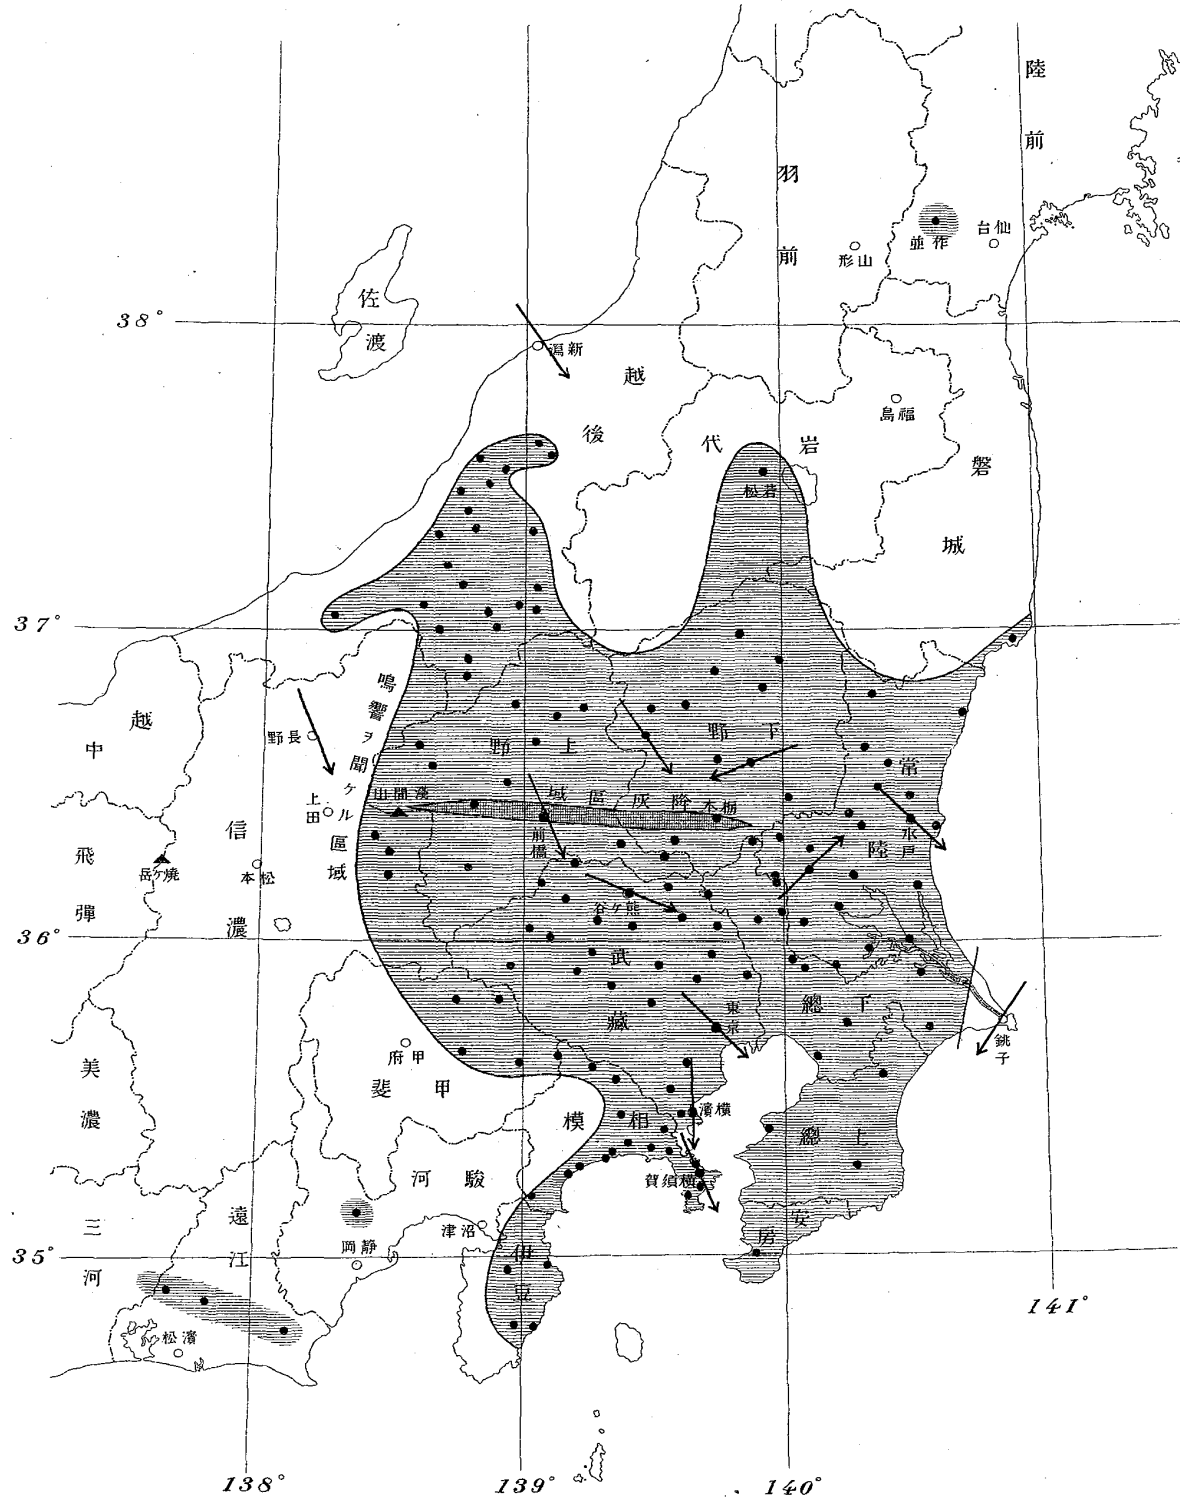 陸前
羽前
作並
仙台
山形
佐渡
38°
新潟
越後
福島
岩代
磐城
若松
37°
鳴響ヲ聞ケル區域
越中
長野
上野
下野
常陸
上田
淺間山
降灰區域
栃木
前橋
水戸
信濃
飛彈
燒ヶ岳
松本
熊ヶ谷
36°
武藏
東京
下總
銚子
甲府
甲斐
美濃
相模
横濱
上總
駿河
横須賀
三河
遠江
沼津
靜岡
安房
伊豆
35°
濱松
141°
138°
139°
140°